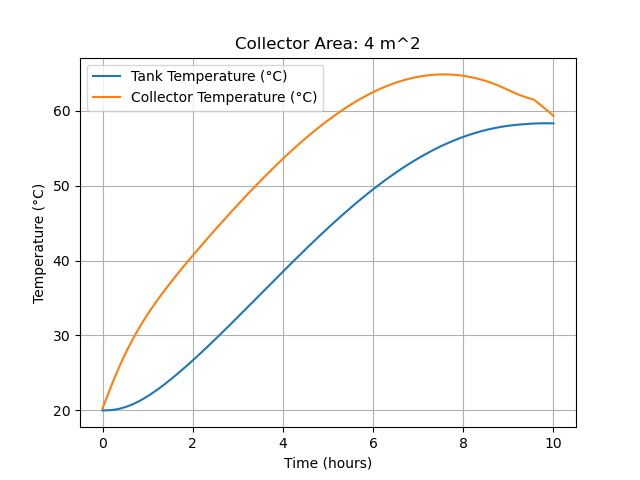 Collector Area: 4 m^2
Tank Temperature (°C)
Collector Temperature (°C)
Temperature (°C)
60
50
40
30
20
0 2 4 6 8 10
Time (hours)